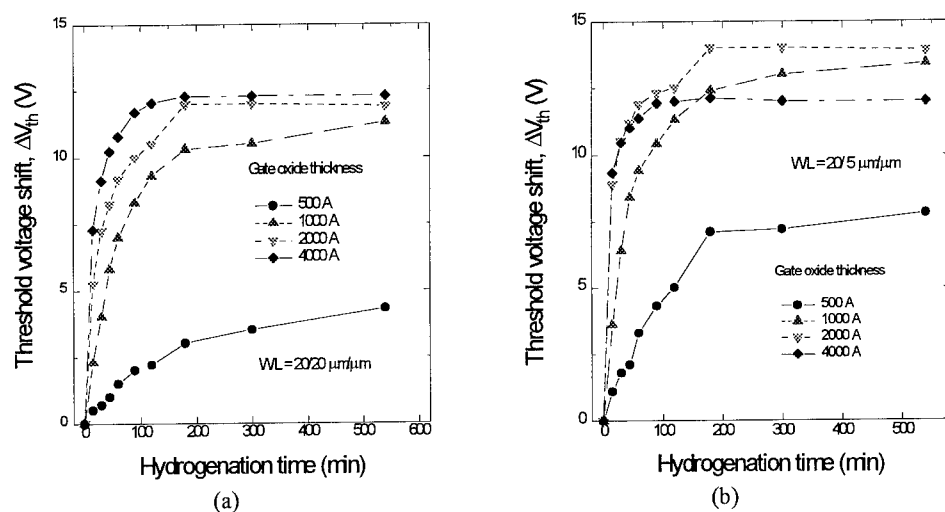 Threshold voltage shift, ΔVth (V)
15
10
5
0
Gate oxide thickness
500 A
1000 A
2000 A
4000 A
W/L = 20/20 μm/μm
0 100 200 300 400 500 600
Hydrogenation time (min)
(a)
Threshold voltage shift, ΔVth (V)
15
10
5
0
W/L = 20/5 μm/μm
Gate oxide thickness
500 A
1000 A
2000 A
4000 A
0 100 200 300 400 500
Hydrogenation time (min)
(b)